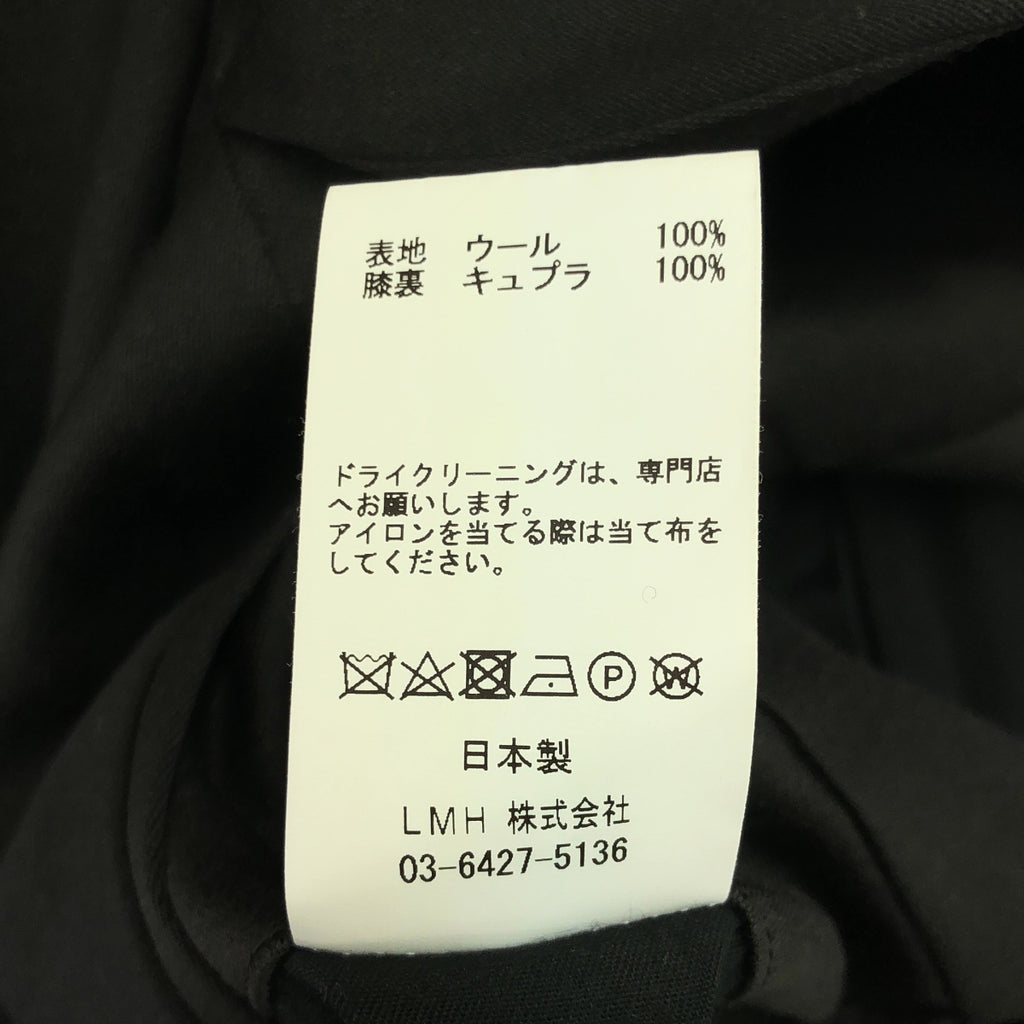 表地 ウール 100%
膝裏 キュプラ 100%
ドライクリーニングは、専門店
へお願いします。
アイロンを当てる際は当て布を
してください。
P W
日本製
LMH 株式会社
03-6427-5136